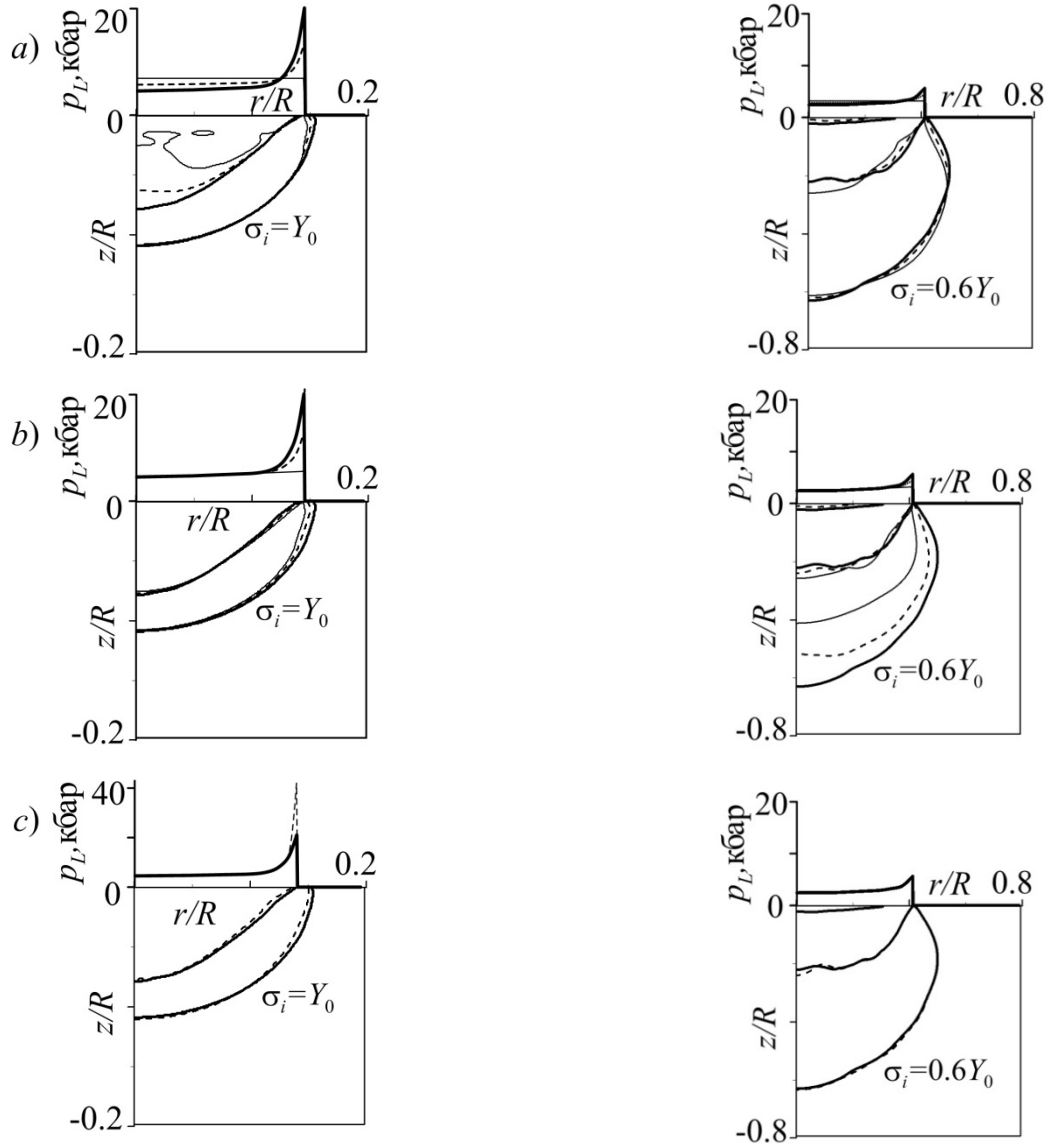 a)
20
p_L,кбар
r/R
0.2
0
z/R
σ_i=Y_0
-0.2
20
p_L,кбар
r/R
0.8
0
z/R
σ_i=0.6Y_0
-0.8
b)
20
p_L,кбар
0.2
0
r/R
z/R
σ_i=Y_0
-0.2
20
p_L,кбар
r/R
0.8
0
z/R
σ_i=0.6Y_0
-0.8
c)
40
p_L,кбар
0.2
0
r/R
z/R
σ_i=Y_0
-0.2
20
p_L,кбар
r/R
0.8
0
z/R
σ_i=0.6Y_0
-0.8